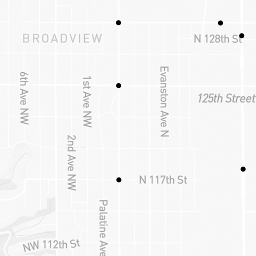 BROADVIEW
N 128th St
6th Ave NW
1st Ave NW
Evanston Ave N
125th Street
2nd Ave NW
N 117th St
Palatine Ave
NW 112th St